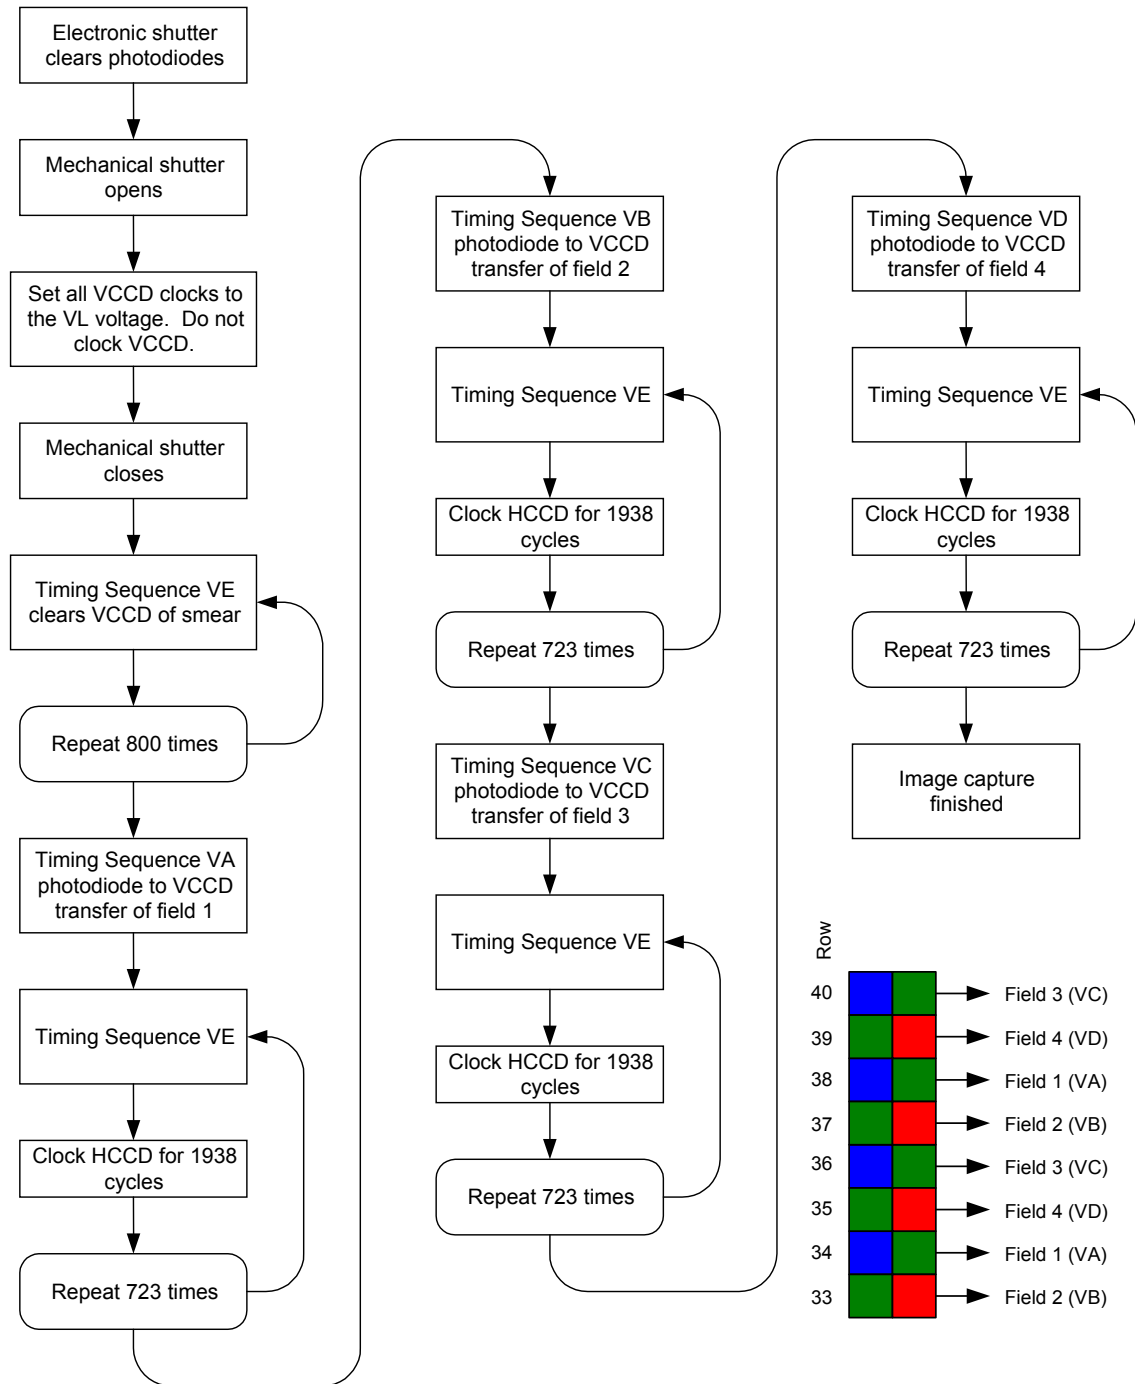 Electronic shutter
clears photodiodes
Mechanical shutter
opens
Set all VCCD clocks to
the VL voltage.  Do not
clock VCCD.
Mechanical shutter
closes
Timing Sequence VE
clears VCCD of smear
Repeat 800 times
Timing Sequence VA
photodiode to VCCD
transfer of field 1
Timing Sequence VE
Clock HCCD for 1938
cycles
Repeat 723 times
Timing Sequence VB
photodiode to VCCD
transfer of field 2
Timing Sequence VE
Clock HCCD for 1938
cycles
Repeat 723 times
Timing Sequence VC
photodiode to VCCD
transfer of field 3
Timing Sequence VE
Clock HCCD for 1938
cycles
Repeat 723 times
Timing Sequence VD
photodiode to VCCD
transfer of field 4
Timing Sequence VE
Clock HCCD for 1938
cycles
Repeat 723 times
Image capture
finished
Row
40 Field 3 (VC)
39 Field 4 (VD)
38 Field 1 (VA)
37 Field 2 (VB)
36 Field 3 (VC)
35 Field 4 (VD)
34 Field 1 (VA)
33 Field 2 (VB)